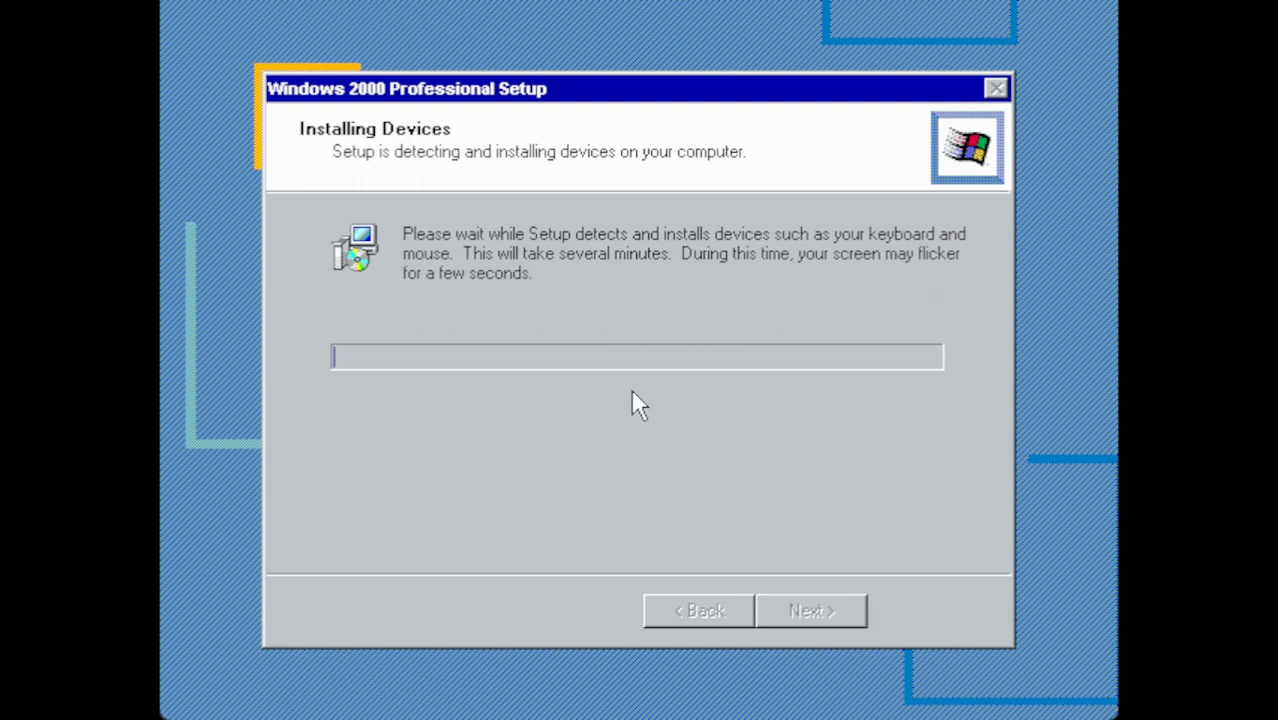 Windows 2000 Professional Setup
Installing Devices
Setup is detecting and installing devices on your computer.
Please wait while Setup detects and installs devices such as your keyboard and
mouse.  This will take several minutes.  During this time, your screen may flicker
for a few seconds.
< Back
Next >